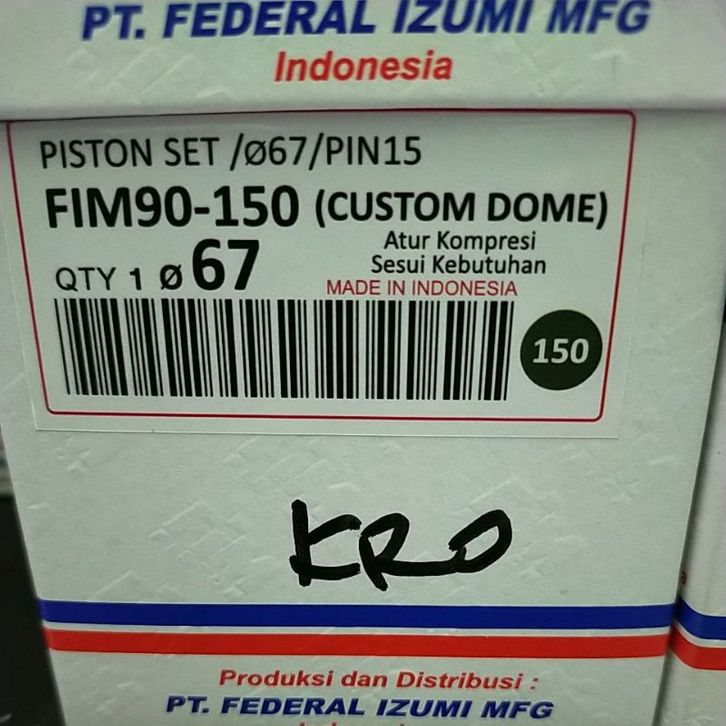 PT. FEDERAL IZUMI MFG
Indonesia
PISTON SET /Ø67/PIN15
FIM90-150 (CUSTOM DOME)
QTY 1 Ø 67
Atur Kompresi
Sesui Kebutuhan
MADE IN INDONESIA
150
KRO
Produksi dan Distribusi :
PT. FEDERAL IZUMI MFG